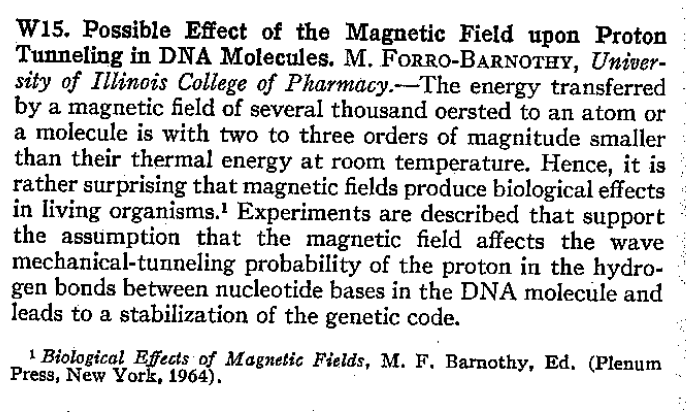 W15. Possible Effect of the Magnetic Field upon Proton
Tunneling in DNA Molecules. M. FORRO-BARNOTHY, Univer-
sity of Illinois College of Pharmacy.—The energy transferred
by a magnetic field of several thousand oersted to an atom or
a molecule is with two to three orders of magnitude smaller
than their thermal energy at room temperature. Hence, it is
rather surprising that magnetic fields produce biological effects
in living organisms.¹ Experiments are described that support
the assumption that the magnetic field affects the wave
mechanical-tunneling probability of the proton in the hydro-
gen bonds between nucleotide bases in the DNA molecule and
leads to a stabilization of the genetic code.
¹ Biological Effects of Magnetic Fields, M. F. Barnothy, Ed. (Plenum
Press, New York, 1964).